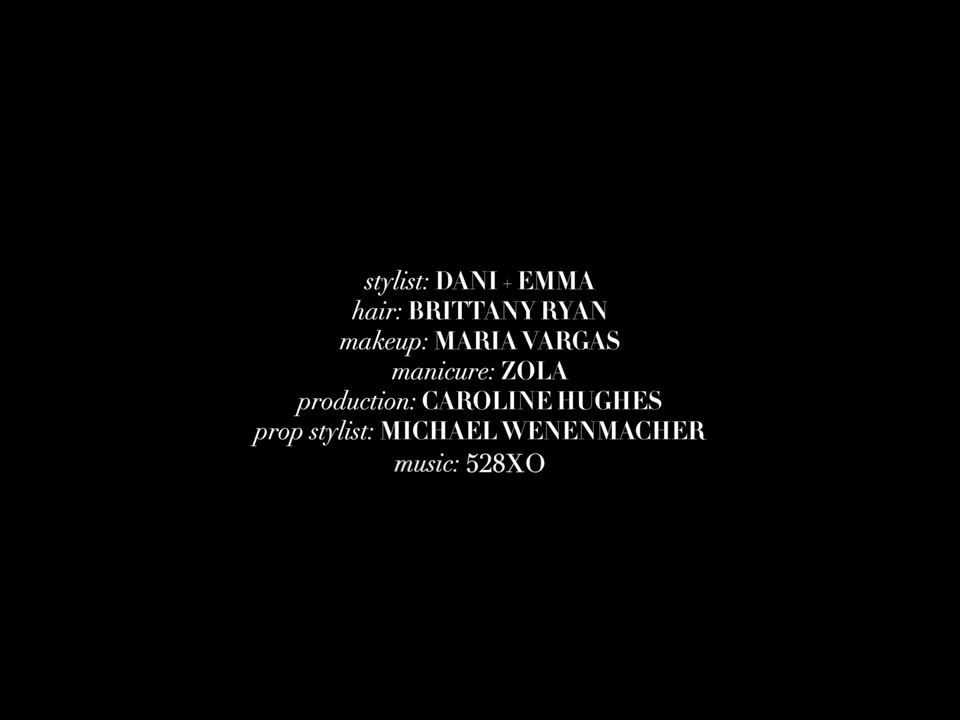 stylist: DANI + EMMA
hair: BRITTANY RYAN
makeup: MARIA VARGAS
manicure: ZOLA
production: CAROLINE HUGHES
prop stylist: MICHAEL WENENMACHER
music: 528XO